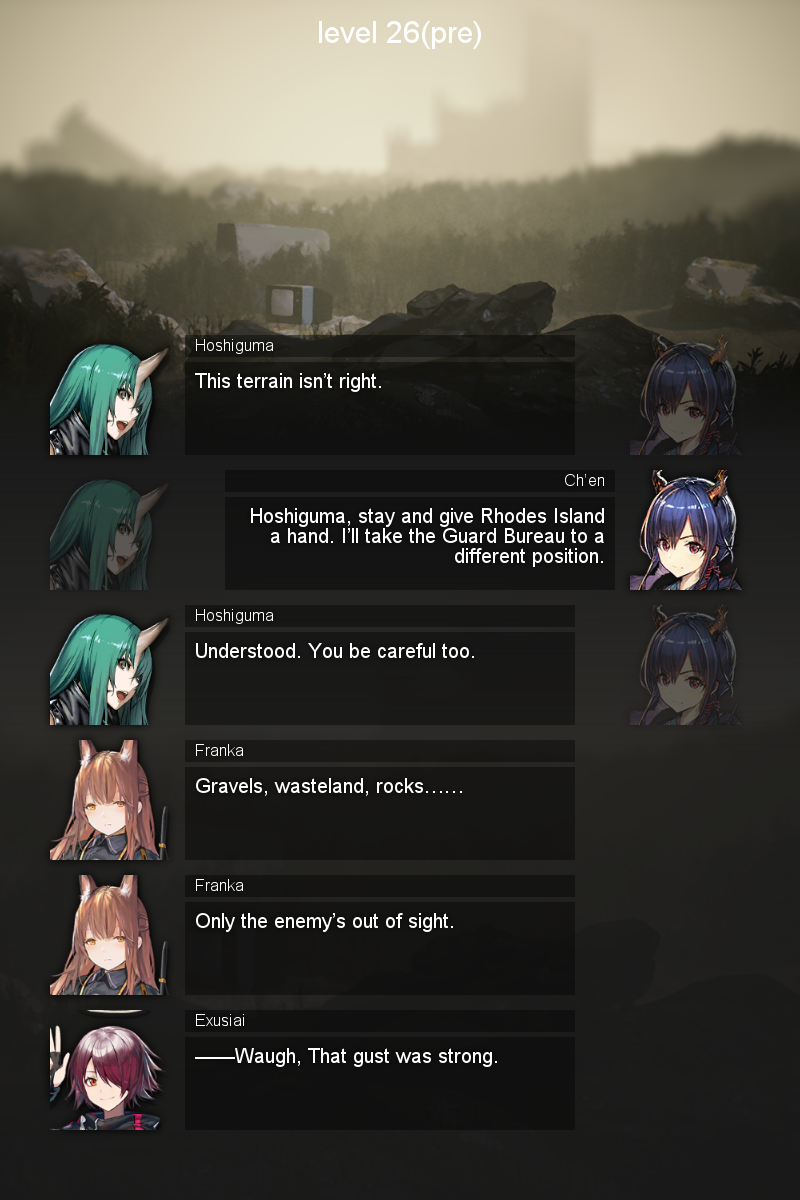 level 26(pre)
Hoshiguma
This terrain isn’t right.
Ch’en
Hoshiguma, stay and give Rhodes Island
a hand. I’ll take the Guard Bureau to a
different position.
Hoshiguma
Understood. You be careful too.
Franka
Gravels, wasteland, rocks……
Franka
Only the enemy’s out of sight.
Exusiai
——Waugh, That gust was strong.